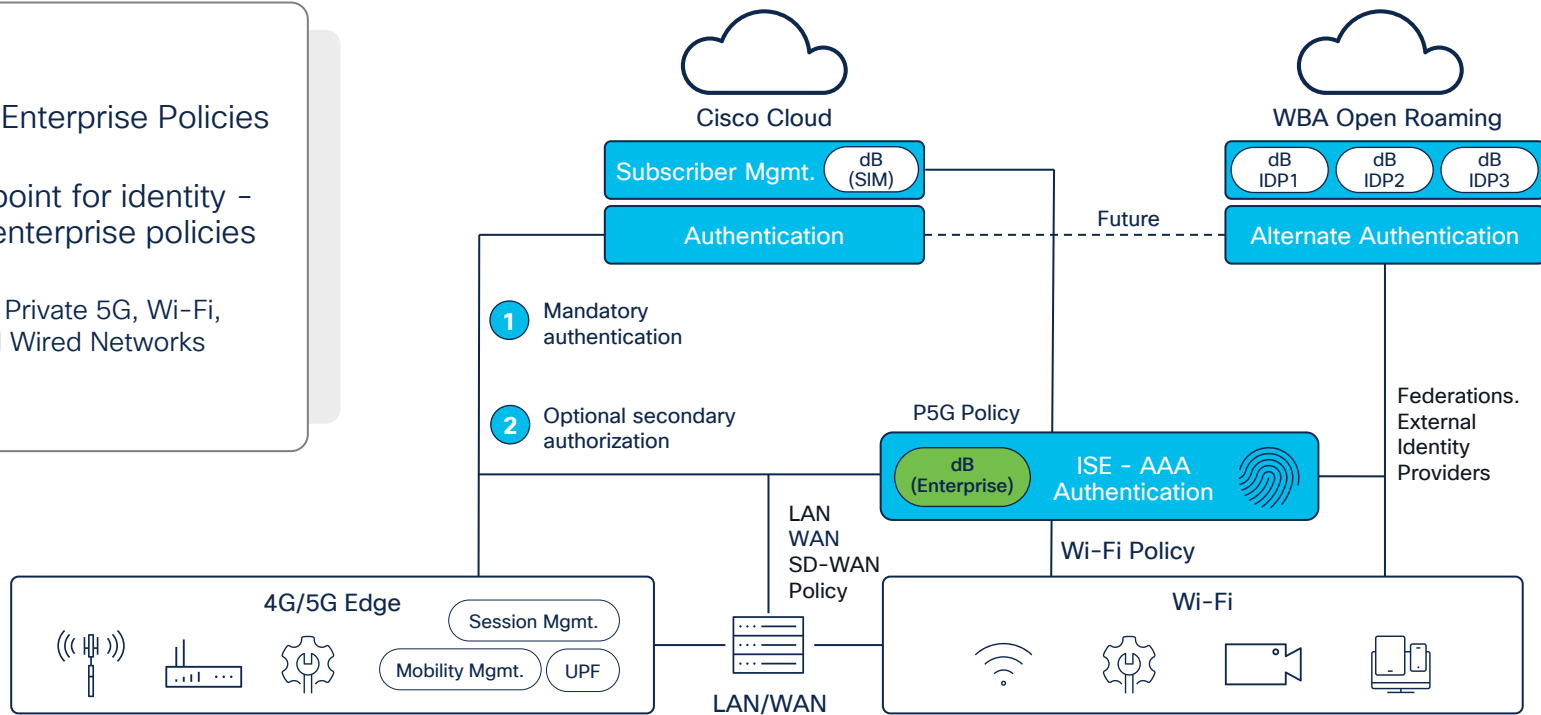 Enterprise Policies
point for identity -
enterprise policies
Private 5G, Wi-Fi,
Wired Networks
Cisco Cloud
Subscriber Mgmt.
dB
(SIM)
Authentication
Future
WBA Open Roaming
dB
IDP1
dB
IDP2
dB
IDP3
Alternate Authentication
1
Mandatory
authentication
2
Optional secondary
authorization
P5G Policy
dB
(Enterprise)
ISE - AAA
Authentication
Federations.
External
Identity
Providers
LAN
WAN
SD-WAN
Policy
Wi-Fi Policy
4G/5G Edge
Session Mgmt.
Mobility Mgmt.
UPF
LAN/WAN
Wi-Fi